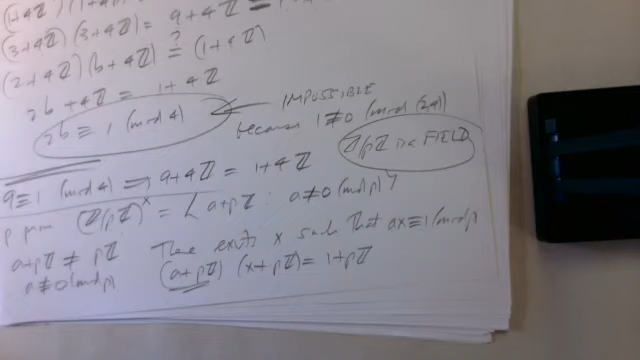 (3+4ℤ)(3+4ℤ) = 9+4ℤ =
(2+4ℤ)(b+4ℤ) ≟ (1+4ℤ)
2b+4ℤ = 1+4ℤ
2b ≡ 1 (mod 4) ← IMPOSSIBLE
because 1 ≢ 0 (mod (2,4))
ℤ/pℤ is a FIELD
9 ≡ 1 (mod 4) ⇒ 9+4ℤ = 1+4ℤ
p prime (ℤ/pℤ)^× = { a+pℤ : a ≢ 0 (mod p) }
a+pℤ ≠ pℤ There exists x such that ax ≡ 1 (mod p)
a ≢ 0 (mod p) (a+pℤ)(x+pℤ) = 1+pℤ